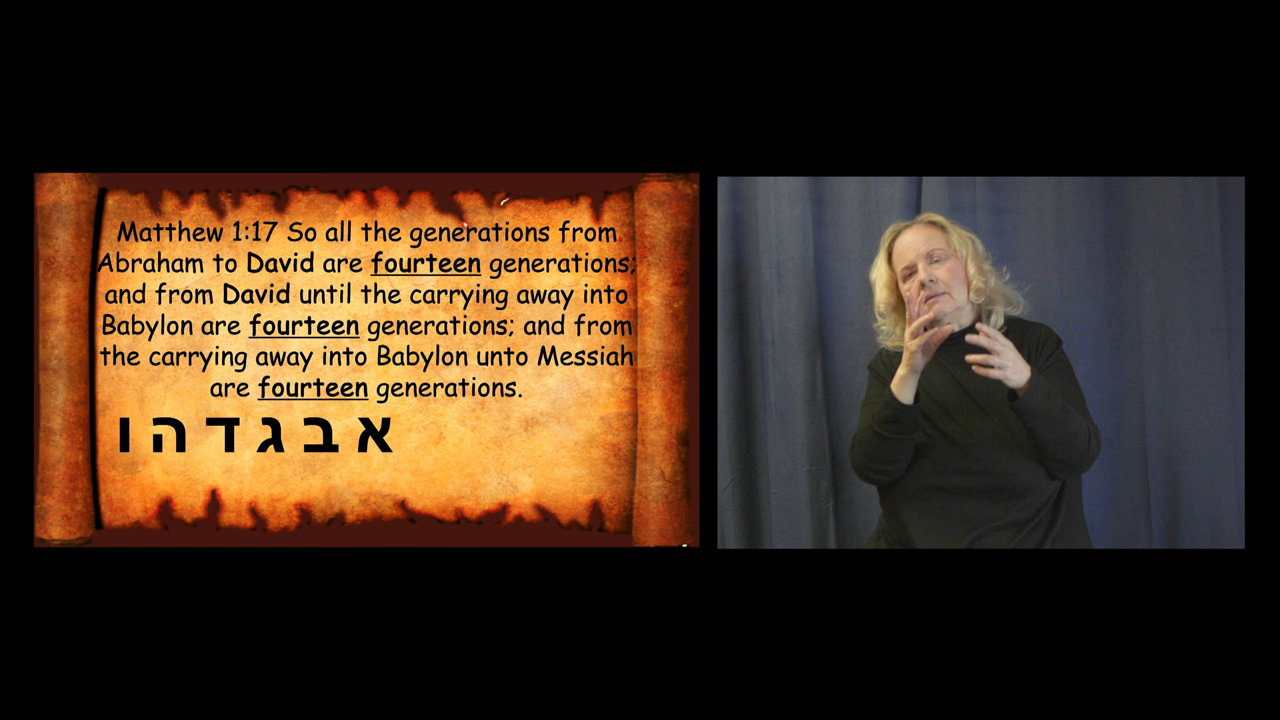 Matthew 1:17 So all the generations from
Abraham to David are fourteen generations;
and from David until the carrying away into
Babylon are fourteen generations; and from
the carrying away into Babylon unto Messiah
are fourteen generations.
א ב ג ד ה ו